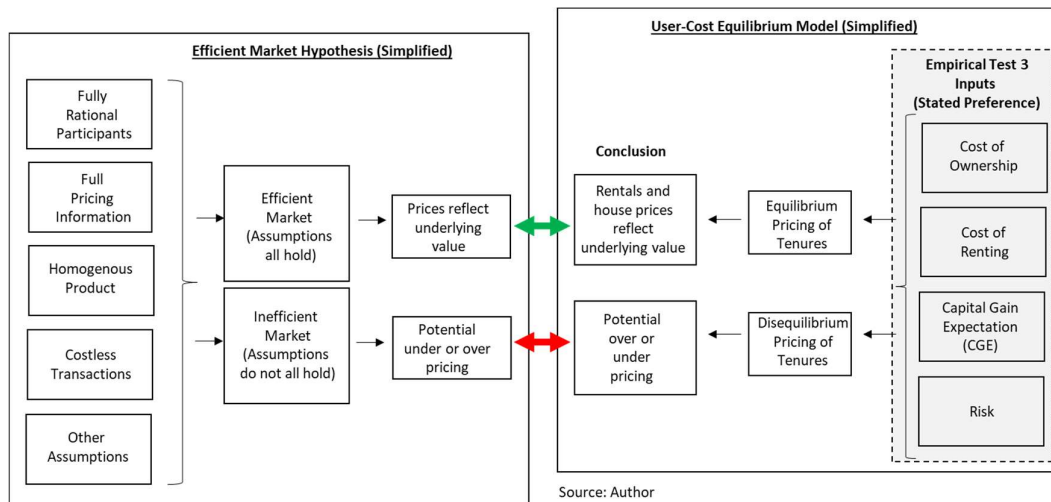 Efficient Market Hypothesis (Simplified)
Fully
Rational
Participants
Full
Pricing
Information
Homogenous
Product
Costless
Transactions
Other
Assumptions
Efficient
Market
(Assumptions
all hold)
Inefficient
Market
(Assumptions
do not all hold)
Prices reflect
underlying
value
Potential
under or over
pricing
User-Cost Equilibrium Model (Simplified)
Conclusion
Rentals and
house prices
reflect
underlying value
Potential
over or
under
pricing
Equilibrium
Pricing of
Tenures
Disequilibrium
Pricing of
Tenures
Empirical Test 3
Inputs
(Stated Preference)
Cost of
Ownership
Cost of
Renting
Capital Gain
Expectation
(CGE)
Risk
Source: Author